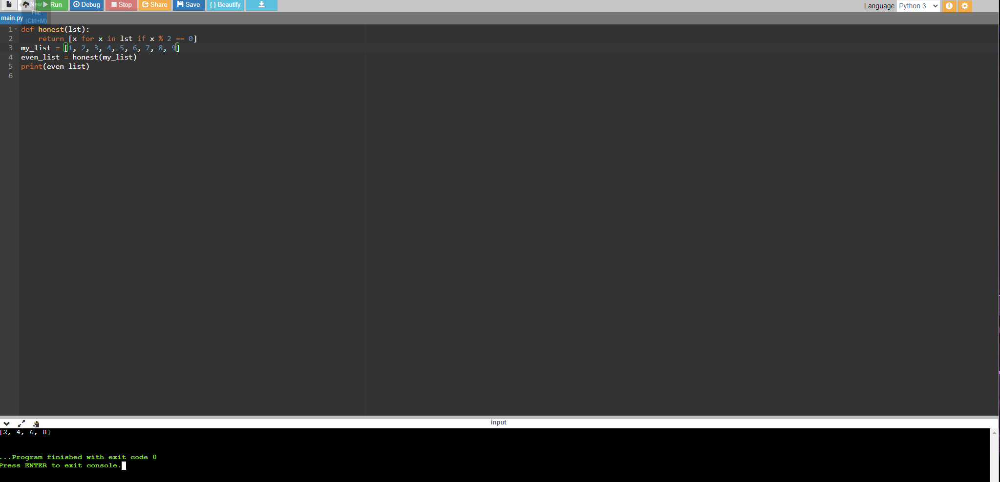 New Run Debug Stop Share Save { } Beautify Language Python 3
File
main.py (Ctrl+M)
1 def honest(lst):
2 return [x for x in lst if x % 2 == 0]
3 my_list = [1, 2, 3, 4, 5, 6, 7, 8, 9]
4 even_list = honest(my_list)
5 print(even_list)
6
input
[2, 4, 6, 8]
...Program finished with exit code 0
Press ENTER to exit console.